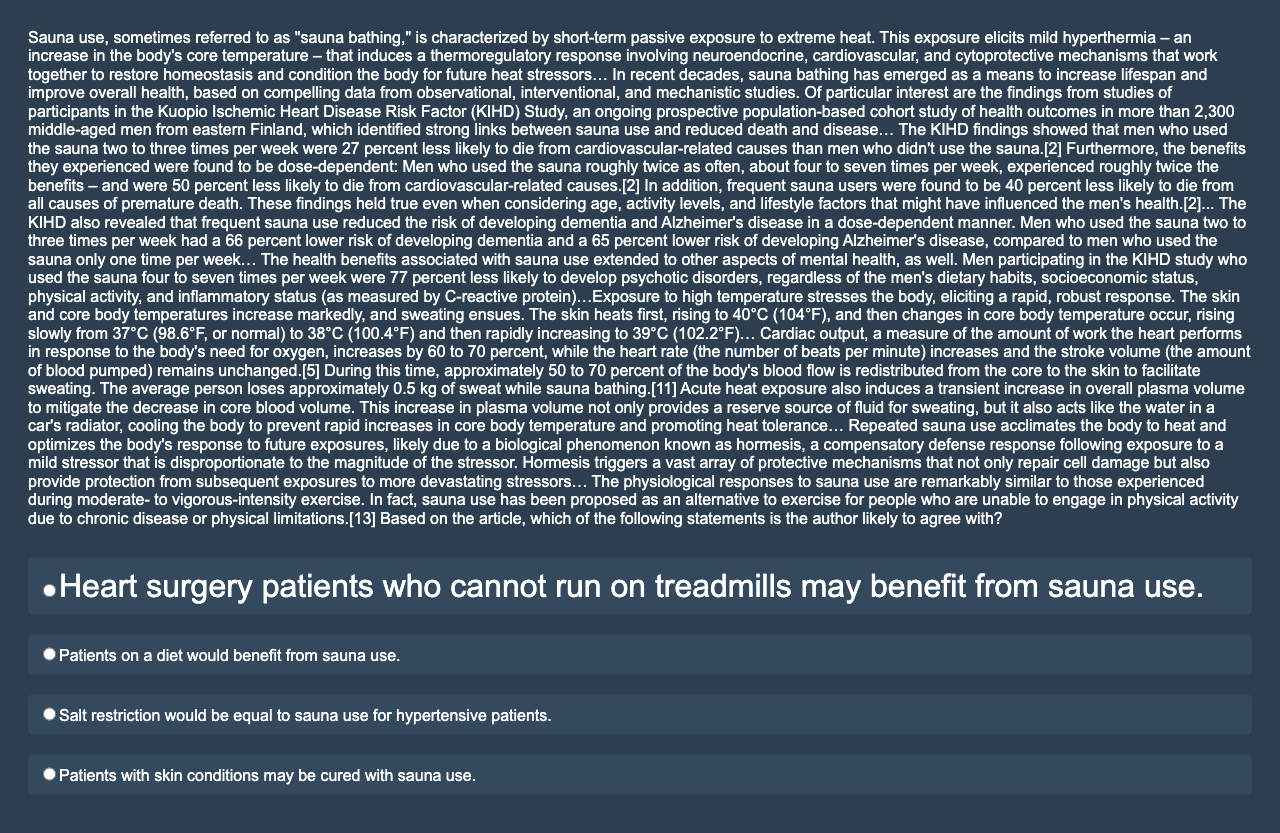 Sauna use, sometimes referred to as "sauna bathing," is characterized by short-term passive exposure to extreme heat. This exposure elicits mild hyperthermia – an
increase in the body's core temperature – that induces a thermoregulatory response involving neuroendocrine, cardiovascular, and cytoprotective mechanisms that work
together to restore homeostasis and condition the body for future heat stressors… In recent decades, sauna bathing has emerged as a means to increase lifespan and
improve overall health, based on compelling data from observational, interventional, and mechanistic studies. Of particular interest are the findings from studies of
participants in the Kuopio Ischemic Heart Disease Risk Factor (KIHD) Study, an ongoing prospective population-based cohort study of health outcomes in more than 2,300
middle-aged men from eastern Finland, which identified strong links between sauna use and reduced death and disease… The KIHD findings showed that men who used
the sauna two to three times per week were 27 percent less likely to die from cardiovascular-related causes than men who didn't use the sauna.[2] Furthermore, the benefits
they experienced were found to be dose-dependent: Men who used the sauna roughly twice as often, about four to seven times per week, experienced roughly twice the
benefits – and were 50 percent less likely to die from cardiovascular-related causes.[2] In addition, frequent sauna users were found to be 40 percent less likely to die from
all causes of premature death. These findings held true even when considering age, activity levels, and lifestyle factors that might have influenced the men's health.[2]... The
KIHD also revealed that frequent sauna use reduced the risk of developing dementia and Alzheimer's disease in a dose-dependent manner. Men who used the sauna two to
three times per week had a 66 percent lower risk of developing dementia and a 65 percent lower risk of developing Alzheimer's disease, compared to men who used the
sauna only one time per week… The health benefits associated with sauna use extended to other aspects of mental health, as well. Men participating in the KIHD study who
used the sauna four to seven times per week were 77 percent less likely to develop psychotic disorders, regardless of the men's dietary habits, socioeconomic status,
physical activity, and inflammatory status (as measured by C-reactive protein)…Exposure to high temperature stresses the body, eliciting a rapid, robust response. The skin
and core body temperatures increase markedly, and sweating ensues. The skin heats first, rising to 40°C (104°F), and then changes in core body temperature occur, rising
slowly from 37°C (98.6°F, or normal) to 38°C (100.4°F) and then rapidly increasing to 39°C (102.2°F)… Cardiac output, a measure of the amount of work the heart performs
in response to the body's need for oxygen, increases by 60 to 70 percent, while the heart rate (the number of beats per minute) increases and the stroke volume (the amount
of blood pumped) remains unchanged.[5] During this time, approximately 50 to 70 percent of the body's blood flow is redistributed from the core to the skin to facilitate
sweating. The average person loses approximately 0.5 kg of sweat while sauna bathing.[11] Acute heat exposure also induces a transient increase in overall plasma volume
to mitigate the decrease in core blood volume. This increase in plasma volume not only provides a reserve source of fluid for sweating, but it also acts like the water in a
car's radiator, cooling the body to prevent rapid increases in core body temperature and promoting heat tolerance… Repeated sauna use acclimates the body to heat and
optimizes the body's response to future exposures, likely due to a biological phenomenon known as hormesis, a compensatory defense response following exposure to a
mild stressor that is disproportionate to the magnitude of the stressor. Hormesis triggers a vast array of protective mechanisms that not only repair cell damage but also
provide protection from subsequent exposures to more devastating stressors… The physiological responses to sauna use are remarkably similar to those experienced
during moderate- to vigorous-intensity exercise. In fact, sauna use has been proposed as an alternative to exercise for people who are unable to engage in physical activity
due to chronic disease or physical limitations.[13] Based on the article, which of the following statements is the author likely to agree with?
Heart surgery patients who cannot run on treadmills may benefit from sauna use.
Patients on a diet would benefit from sauna use.
Salt restriction would be equal to sauna use for hypertensive patients.
Patients with skin conditions may be cured with sauna use.